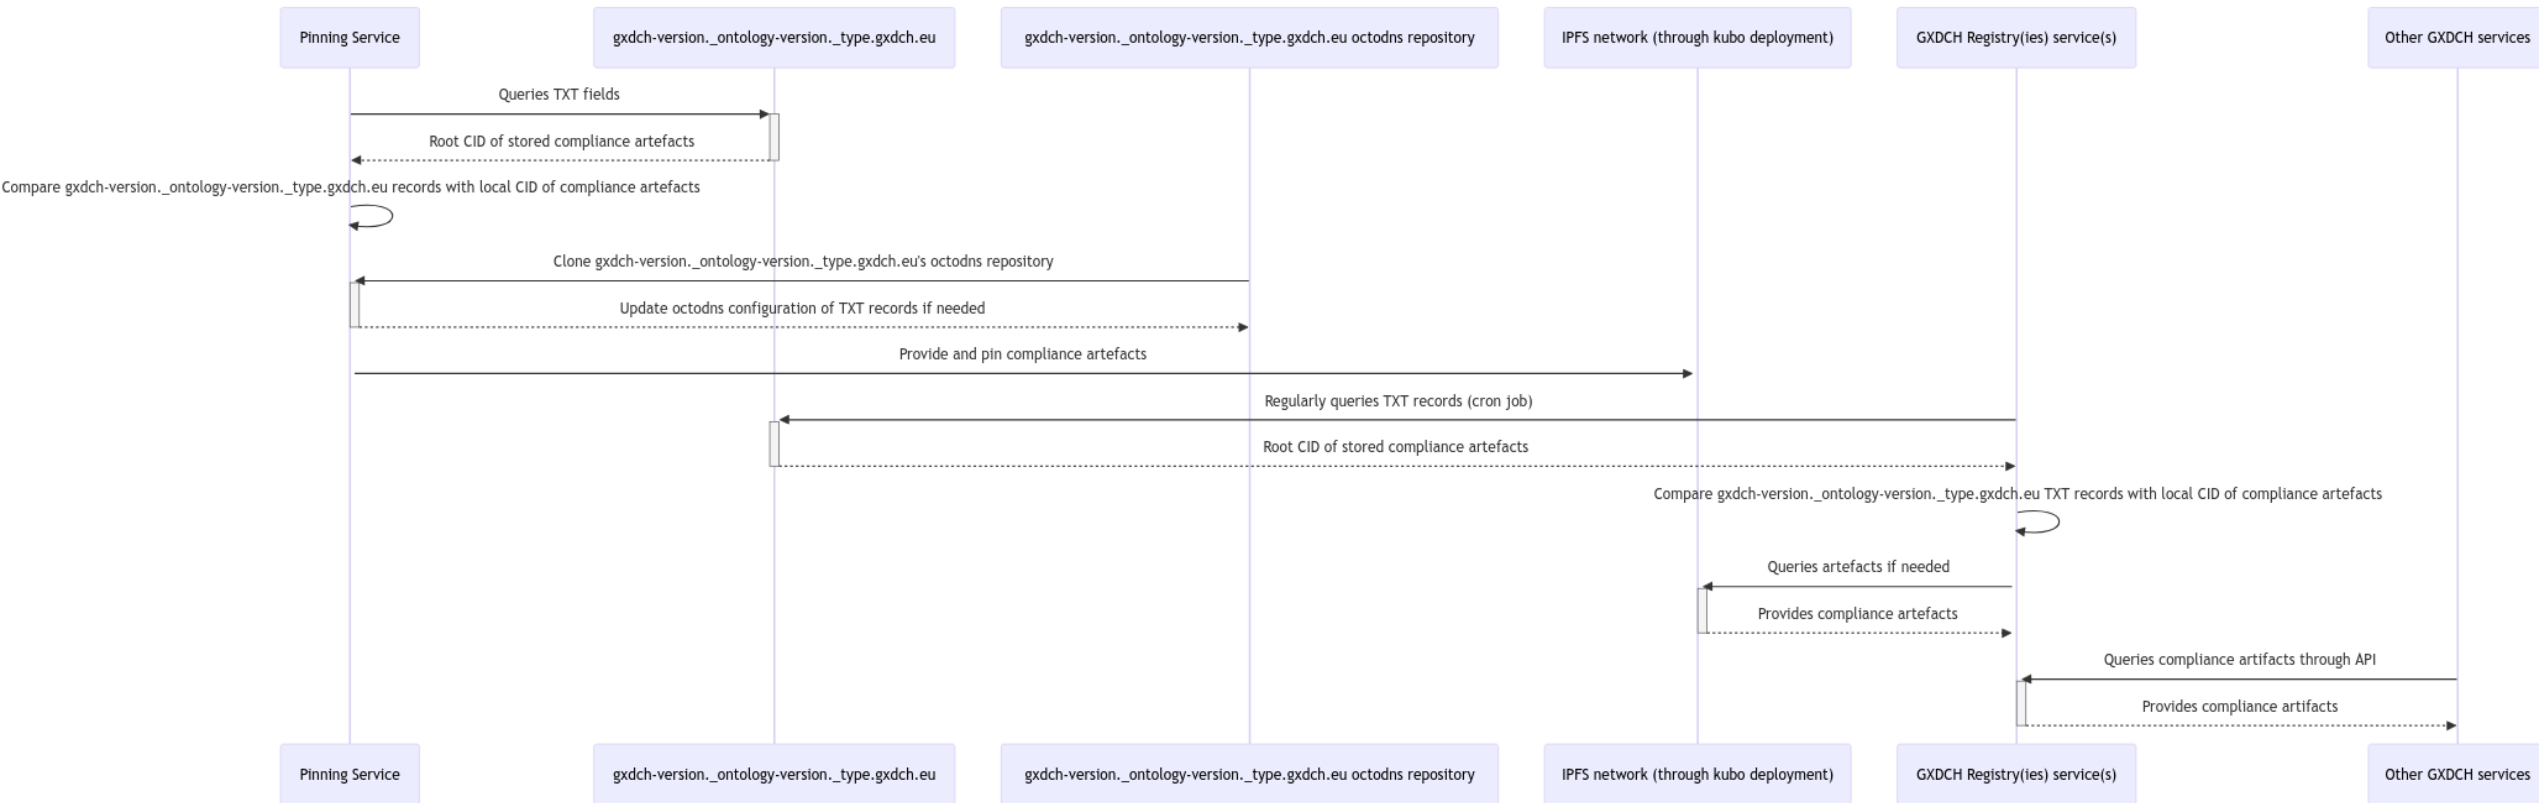 Pinning Service
gxdch-version._ontology-version._type.gxdch.eu
gxdch-version._ontology-version._type.gxdch.eu octodns repository
IPFS network (through kubo deployment)
GXDCH Registry(ies) service(s)
Other GXDCH services
Queries TXT fields
Root CID of stored compliance artefacts
Compare gxdch-version._ontology-version._type.gxdch.eu records with local CID of compliance artefacts
Clone gxdch-version._ontology-version._type.gxdch.eu's octodns repository
Update octodns configuration of TXT records if needed
Provide and pin compliance artefacts
Regularly queries TXT records (cron job)
Root CID of stored compliance artefacts
Compare gxdch-version._ontology-version._type.gxdch.eu TXT records with local CID of compliance artefacts
Queries artefacts if needed
Provides compliance artefacts
Queries compliance artifacts through API
Provides compliance artifacts
Pinning Service
gxdch-version._ontology-version._type.gxdch.eu
gxdch-version._ontology-version._type.gxdch.eu octodns repository
IPFS network (through kubo deployment)
GXDCH Registry(ies) service(s)
Other GXDCH services